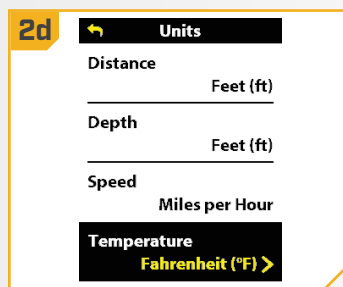 2d
Units
Distance
Feet (ft)
Depth
Feet (ft)
Speed
Miles per Hour
Temperature
Fahrenheit (°F) >